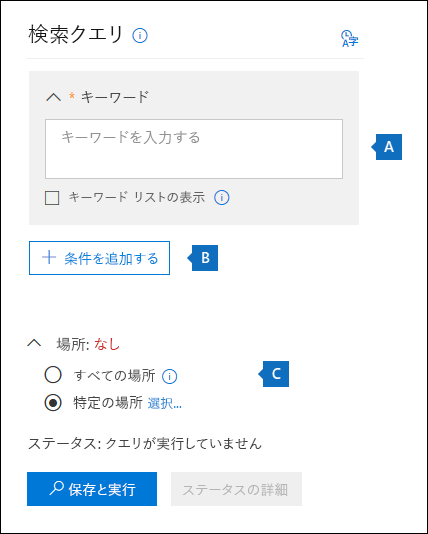 検索クエリ
A字
* キーワード
キーワードを入力する
A
キーワード リストの表示
条件を追加する
B
場所: なし
すべての場所
C
特定の場所 選択...
ステータス: クエリが実行していません
保存と実行
ステータスの詳細